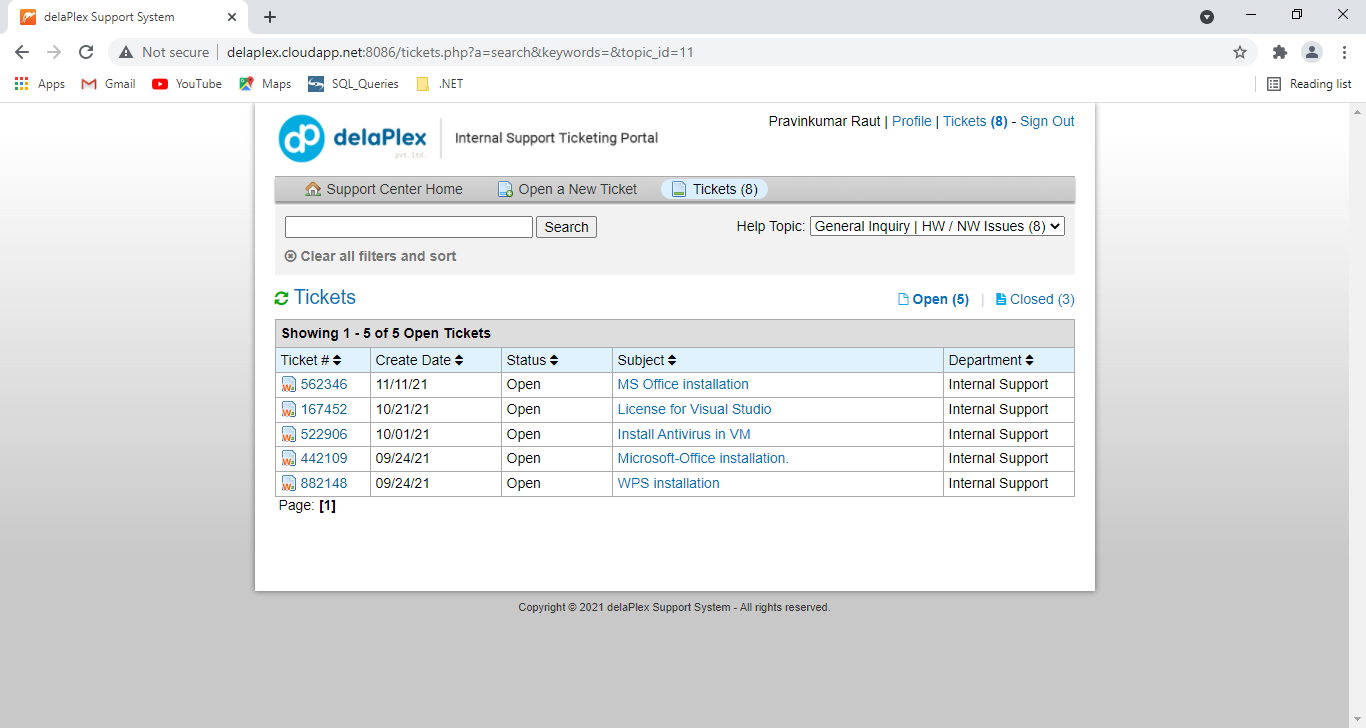 delaPlex Support System
Not secure delaplex.cloudapp.net:8086/tickets.php?a=search&keywords=&topic_id=11
Apps Gmail YouTube Maps SQL_Queries .NET Reading list
delaPlex pvt. ltd. Internal Support Ticketing Portal
Pravinkumar Raut | Profile | Tickets (8) - Sign Out
Support Center Home Open a New Ticket Tickets (8)
Search Help Topic: General Inquiry | HW / NW Issues (8)
Clear all filters and sort
Tickets Open (5) | Closed (3)
Showing 1 - 5 of 5 Open Tickets
Ticket # Create Date Status Subject Department
562346 11/11/21 Open MS Office installation Internal Support
167452 10/21/21 Open License for Visual Studio Internal Support
522906 10/01/21 Open Install Antivirus in VM Internal Support
442109 09/24/21 Open Microsoft-Office installation. Internal Support
882148 09/24/21 Open WPS installation Internal Support
Page: [1]
Copyright © 2021 delaPlex Support System - All rights reserved.